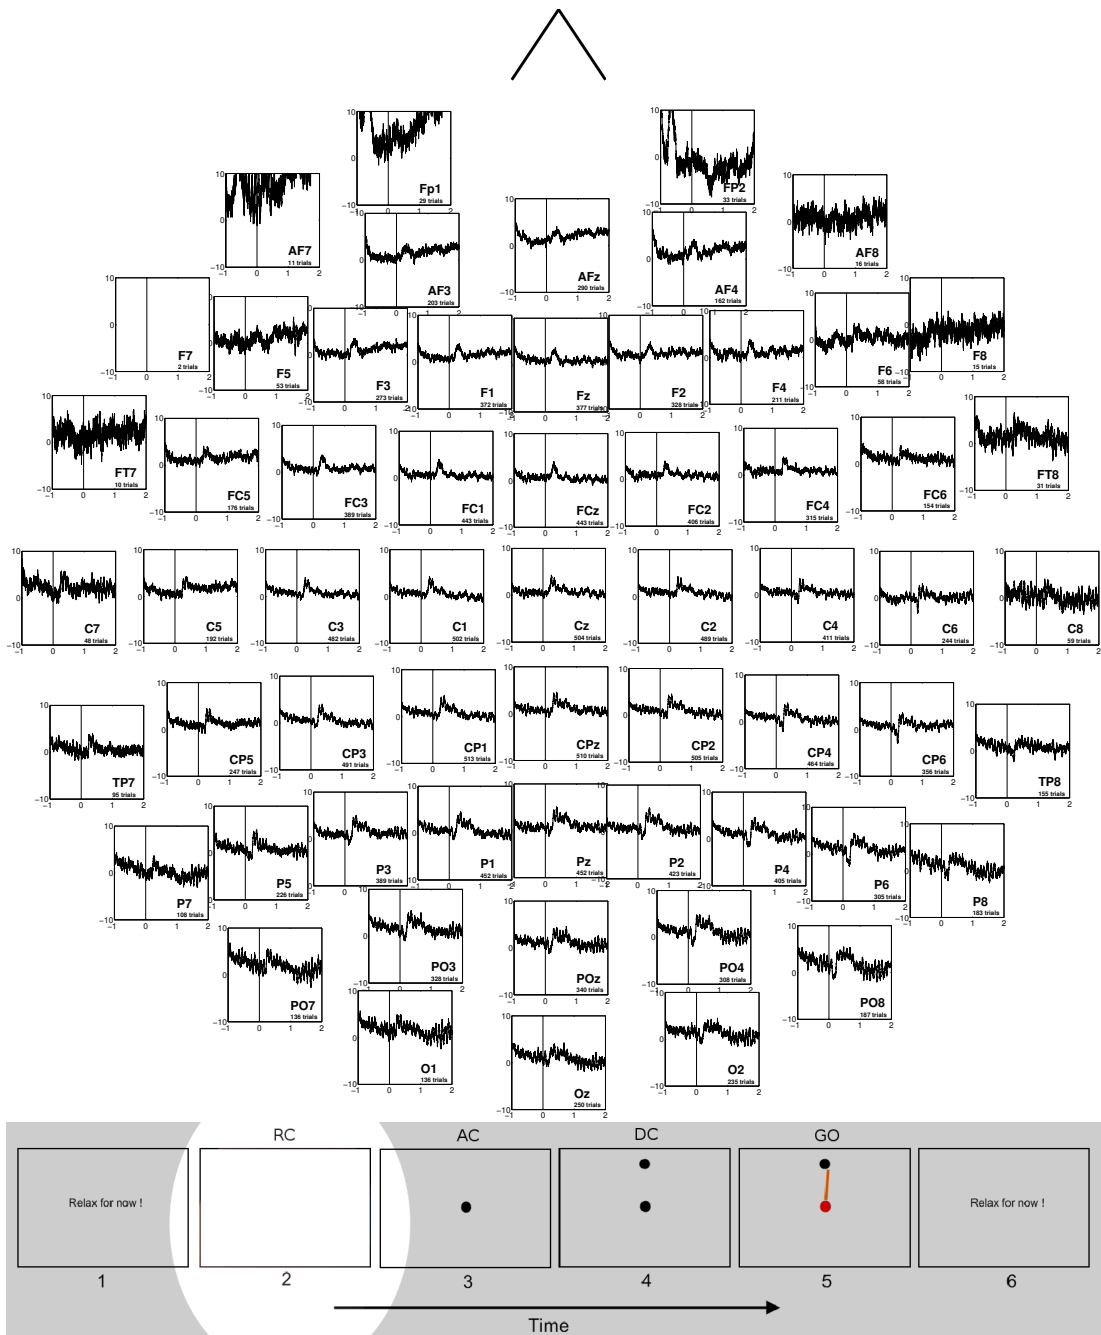 Fp1
29 trials
FP2
33 trials
AF7
11 trials
AF3
203 trials
AFz
290 trials
AF4
162 trials
AF8
16 trials
F7
2 trials
F5
53 trials
F3
273 trials
F1
372 trials
Fz
377 trials
F2
328 trials
F4
211 trials
F6
58 trials
F8
15 trials
FT7
10 trials
FC5
176 trials
FC3
389 trials
FC1
443 trials
FCz
443 trials
FC2
406 trials
FC4
315 trials
FC6
154 trials
FT8
31 trials
C7
48 trials
C5
192 trials
C3
482 trials
C1
502 trials
Cz
504 trials
C2
489 trials
C4
411 trials
C6
244 trials
C8
59 trials
TP7
95 trials
CP5
247 trials
CP3
491 trials
CP1
513 trials
CPz
510 trials
CP2
505 trials
CP4
464 trials
CP6
356 trials
TP8
155 trials
P7
108 trials
P5
226 trials
P3
389 trials
P1
452 trials
Pz
452 trials
P2
423 trials
P4
405 trials
P6
305 trials
P8
183 trials
PO7
136 trials
PO3
328 trials
POz
340 trials
PO4
308 trials
PO8
187 trials
O1
136 trials
Oz
250 trials
O2
235 trials
RC AC DC GO
Relax for now !
Relax for now !
1 2 3 4 5 6
Time